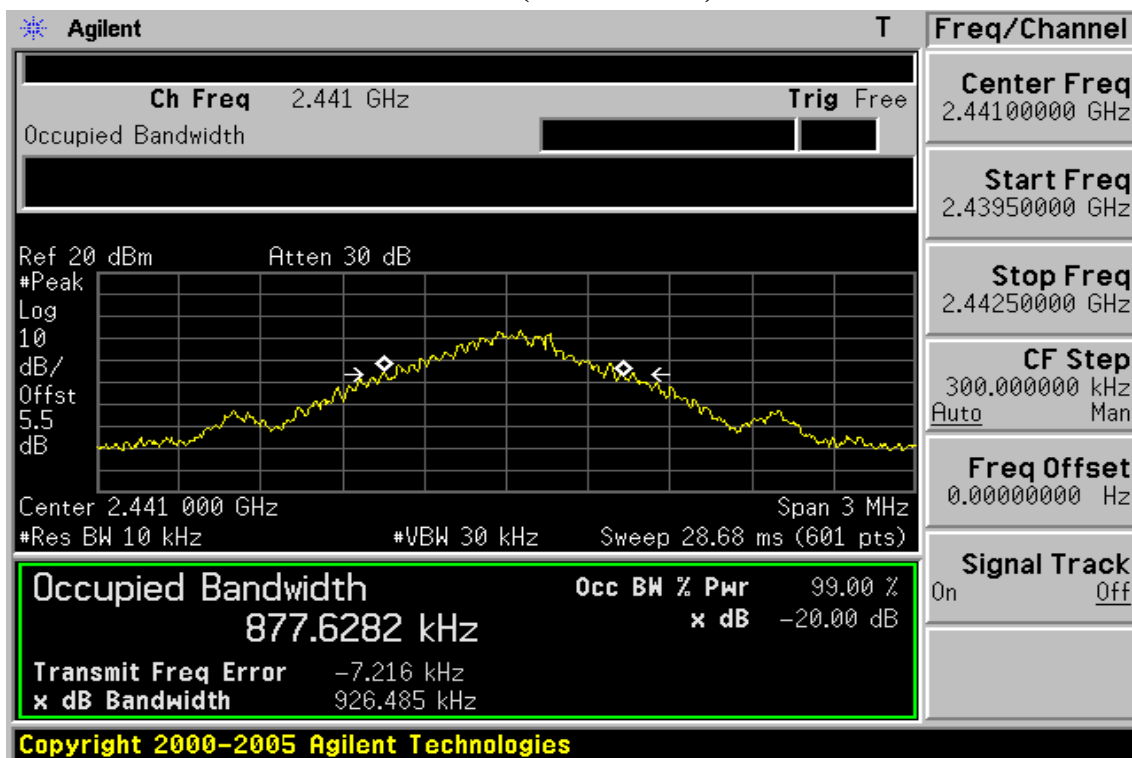 Agilent T
Ch Freq 2.441 GHz Trig Free
Occupied Bandwidth
Ref 20 dBm Atten 30 dB
#Peak
Log
10
dB/
Offst
5.5
dB
Center 2.441 000 GHz Span 3 MHz
#Res BW 10 kHz #VBW 30 kHz Sweep 28.68 ms (601 pts)
Occupied Bandwidth
877.6282 kHz
Occ BW % Pwr 99.00 %
x dB -20.00 dB
Transmit Freq Error -7.216 kHz
x dB Bandwidth 926.485 kHz
Copyright 2000-2005 Agilent Technologies
Freq/Channel
Center Freq
2.44100000 GHz
Start Freq
2.43950000 GHz
Stop Freq
2.44250000 GHz
CF Step
300.000000 kHz
Auto Man
Freq Offset
0.00000000 Hz
Signal Track
On Off